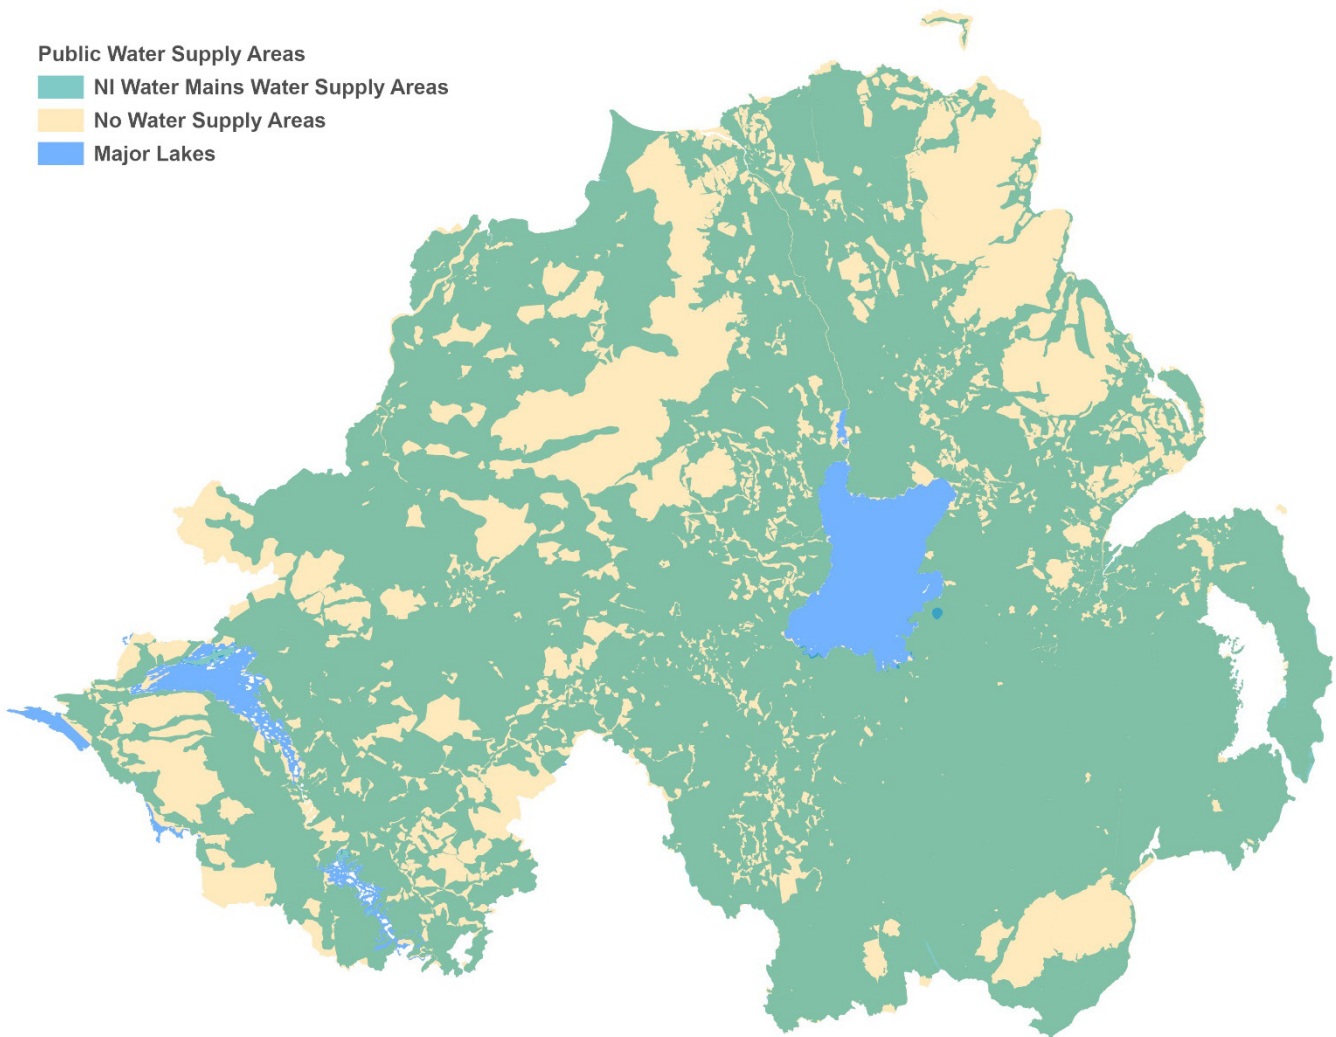 Public Water Supply Areas
NI Water Mains Water Supply Areas
No Water Supply Areas
Major Lakes